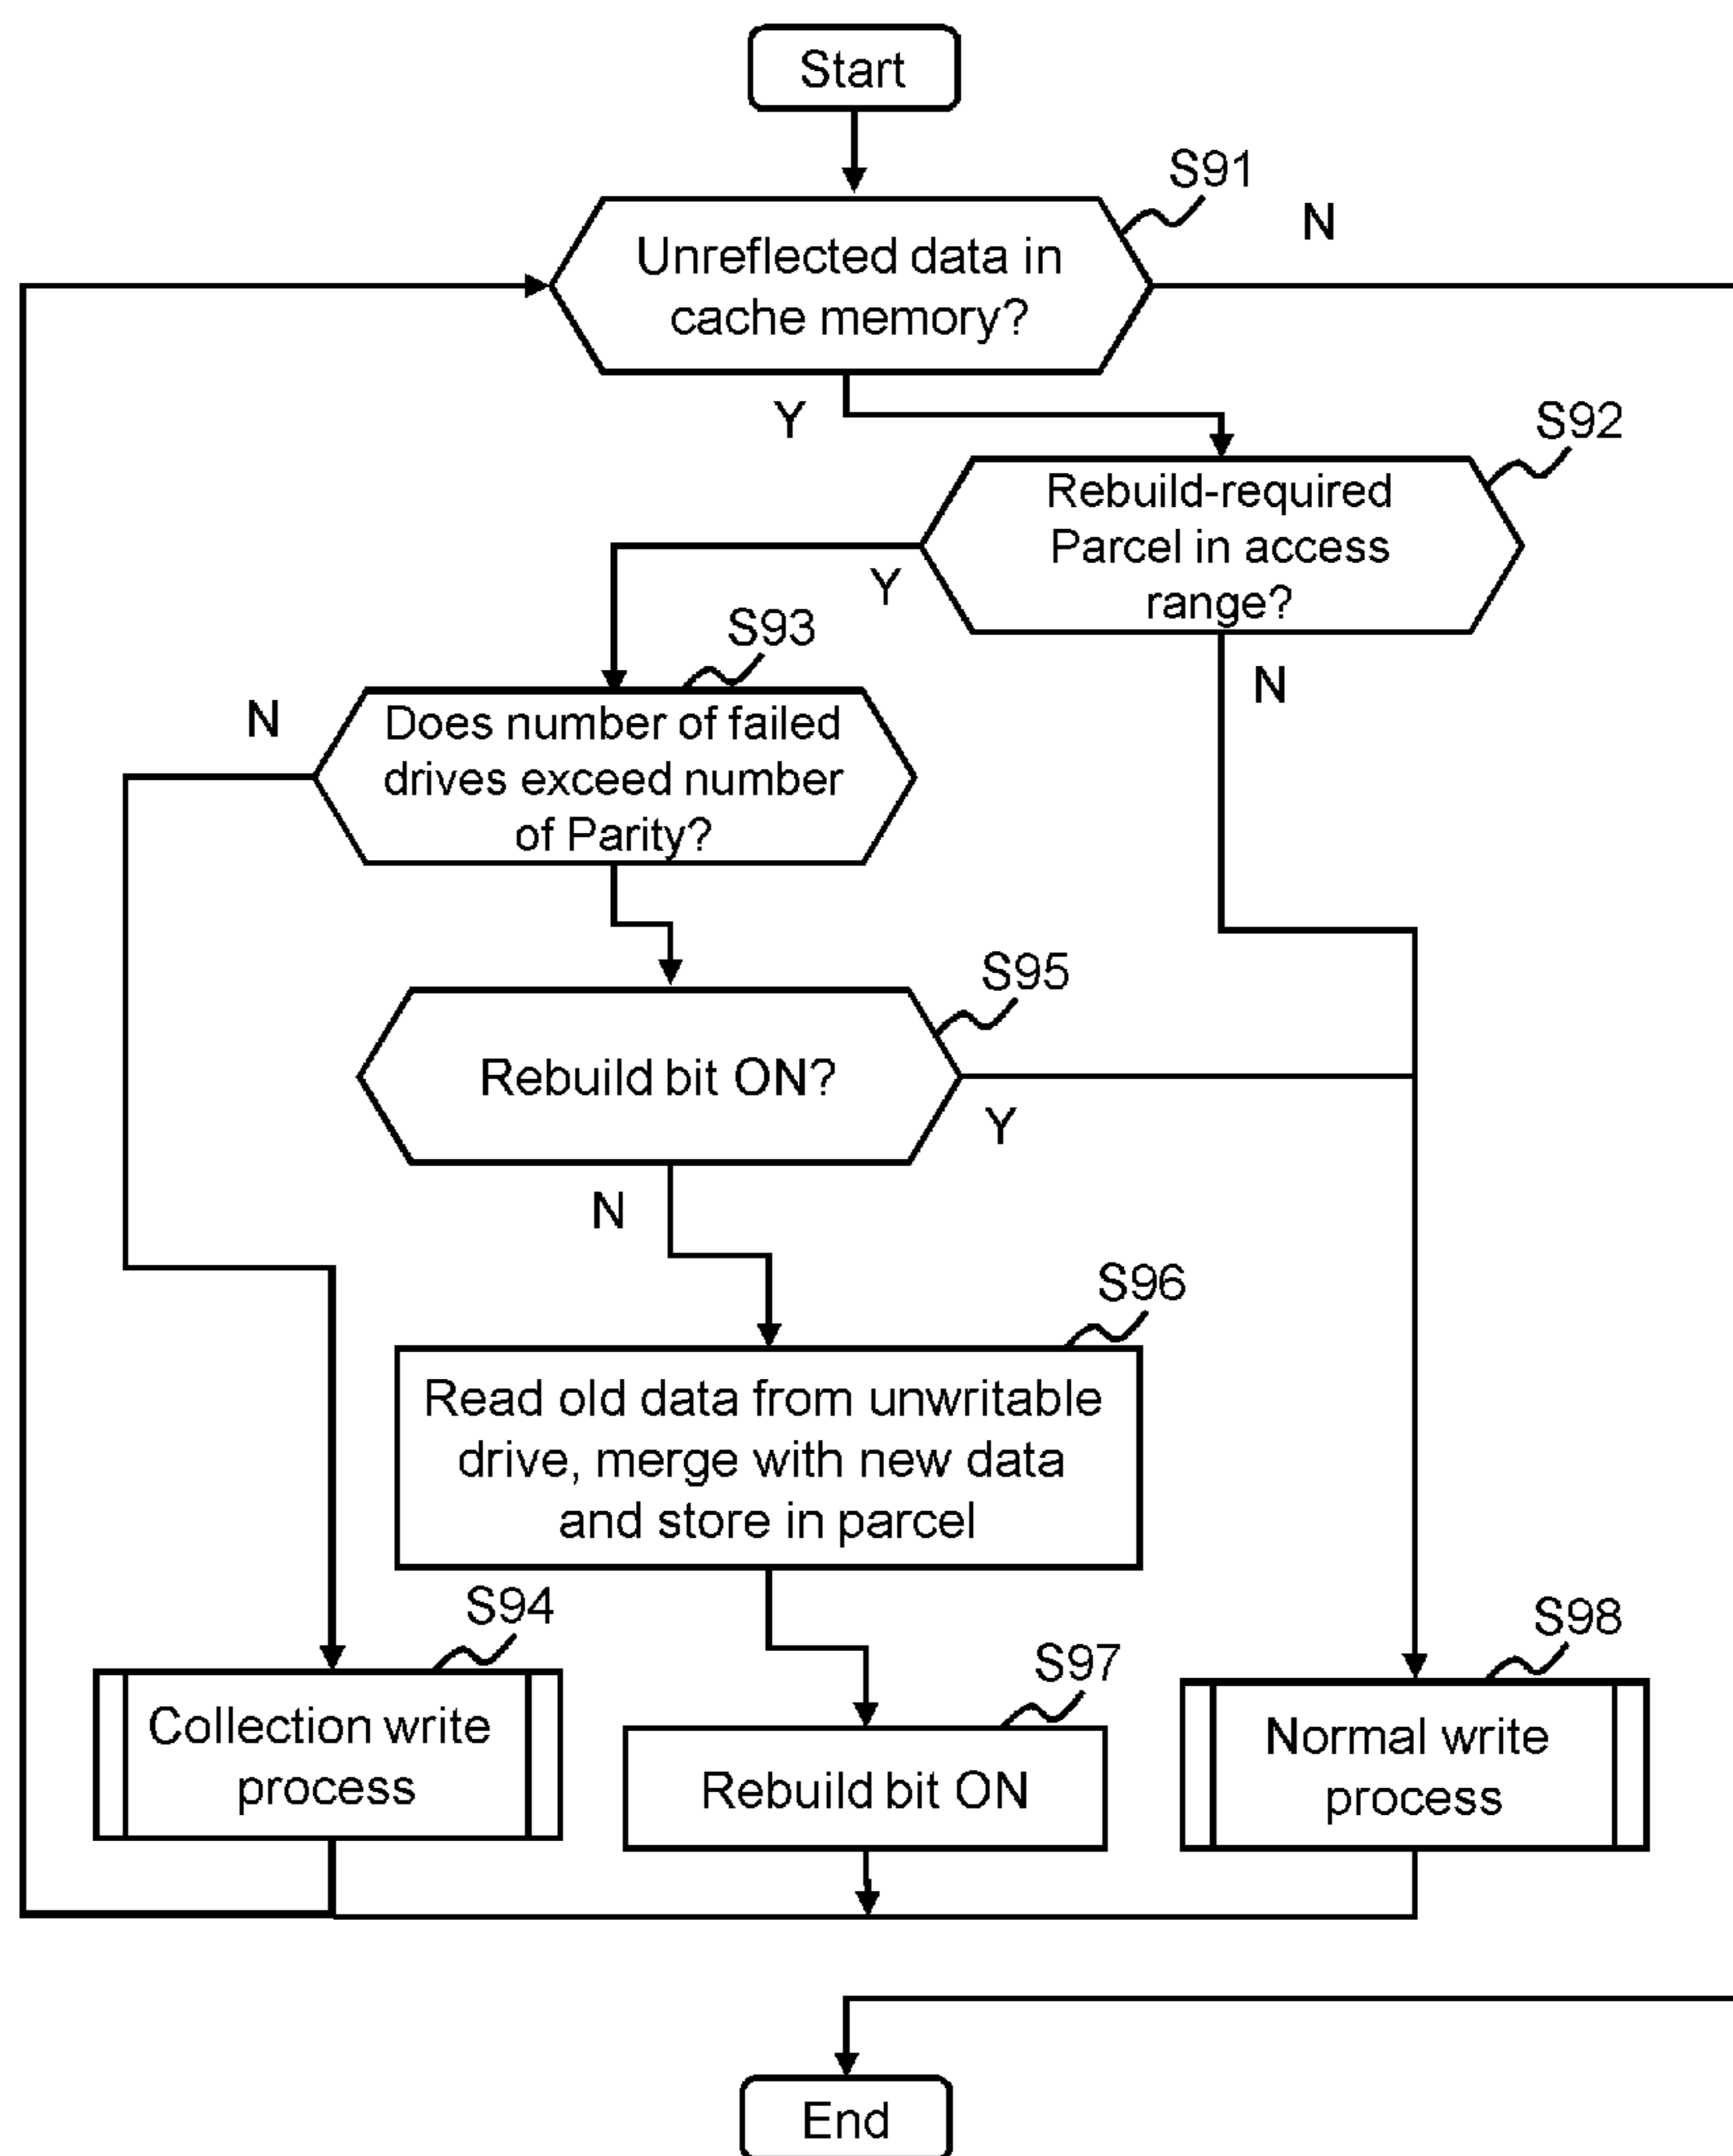 Start
S91
N
Unreflected data in
cache memory?
Y
S92
Rebuild-required
Parcel in access
range?
Y
N
S93
N
Does number of failed
drives exceed number
of Parity?
S95
Rebuild bit ON?
Y
N
S96
Read old data from unwritable
drive, merge with new data
and store in parcel
S94
Collection write
process
S97
Rebuild bit ON
S98
Normal write
process
End